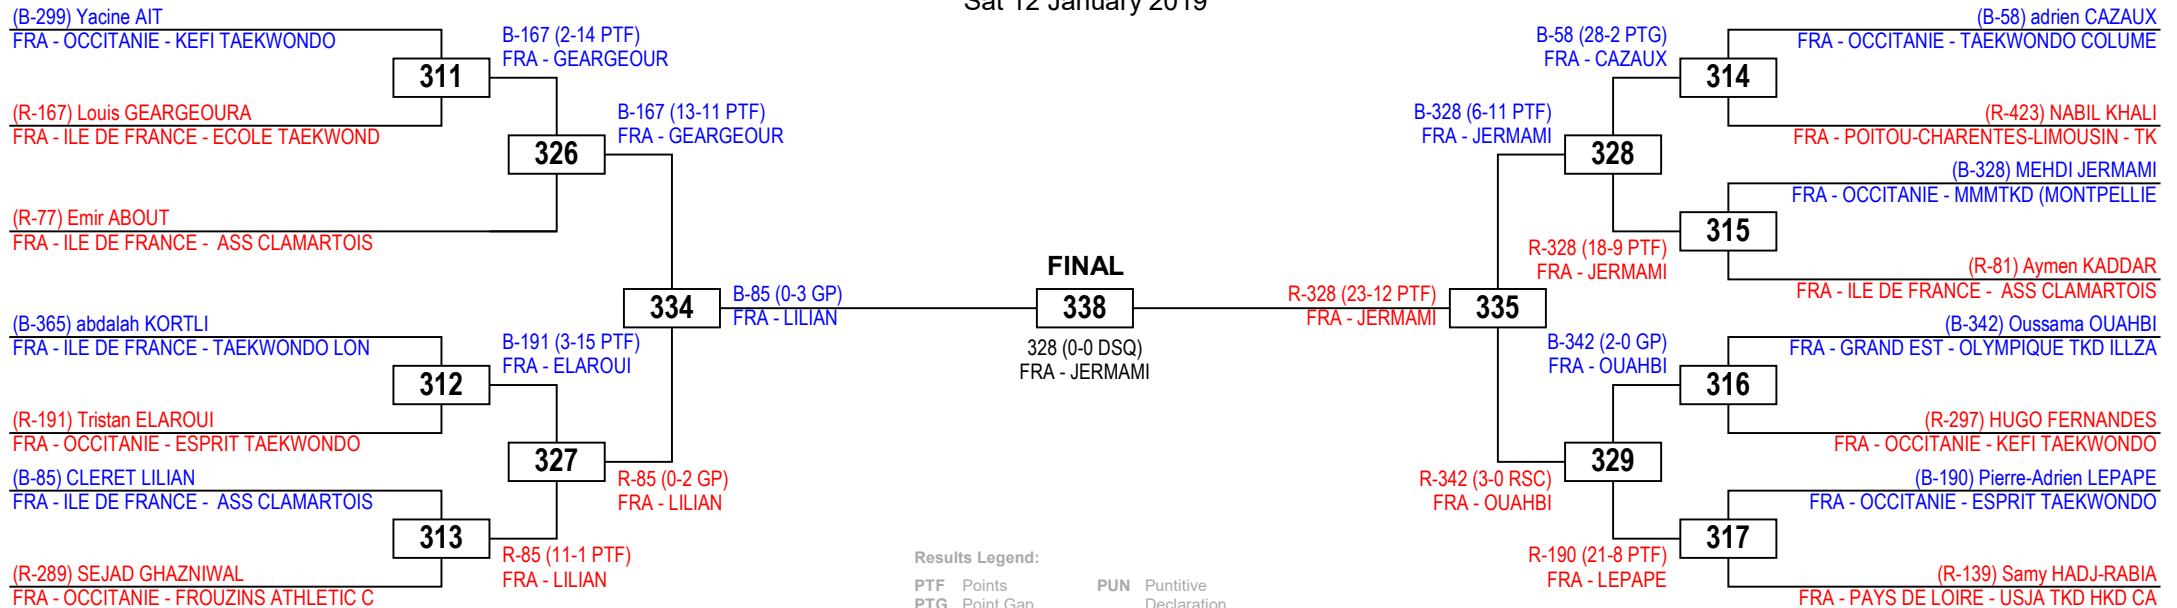 Sat 12 January 2019
(B-299) Yacine AIT
FRA - OCCITANIE - KEFI TAEKWONDO
311
(R-167) Louis GEARGEOURA
FRA - ILE DE FRANCE - ECOLE TAEKWOND
B-167 (2-14 PTF)
FRA - GEARGEOUR
326
(R-77) Emir ABOUT
FRA - ILE DE FRANCE - ASS CLAMARTOIS
B-167 (13-11 PTF)
FRA - GEARGEOUR
334
(B-365) abdalah KORTLI
FRA - ILE DE FRANCE - TAEKWONDO LON
312
(R-191) Tristan ELAROUI
FRA - OCCITANIE - ESPRIT TAEKWONDO
B-191 (3-15 PTF)
FRA - ELAROUI
327
(B-85) CLERET LILIAN
FRA - ILE DE FRANCE - ASS CLAMARTOIS
313
(R-289) SEJAD GHAZNIWAL
FRA - OCCITANIE - FROUZINS ATHLETIC C
R-85 (11-1 PTF)
FRA - LILIAN
R-85 (0-2 GP)
FRA - LILIAN
B-85 (0-3 GP)
FRA - LILIAN
FINAL
338
328 (0-0 DSQ)
FRA - JERMAMI
R-328 (23-12 PTF)
FRA - JERMAMI
335
B-328 (6-11 PTF)
FRA - JERMAMI
328
B-58 (28-2 PTG)
FRA - CAZAUX
314
(B-58) adrien CAZAUX
FRA - OCCITANIE - TAEKWONDO COLUME
(R-423) NABIL KHALI
FRA - POITOU-CHARENTES-LIMOUSIN - TK
(B-328) MEHDI JERMAMI
FRA - OCCITANIE - MMMTKD (MONTPELLIE
315
R-328 (18-9 PTF)
FRA - JERMAMI
(R-81) Aymen KADDAR
FRA - ILE DE FRANCE - ASS CLAMARTOIS
(B-342) Oussama OUAHBI
FRA - GRAND EST - OLYMPIQUE TKD ILLZA
B-342 (2-0 GP)
FRA - OUAHBI
316
(R-297) HUGO FERNANDES
FRA - OCCITANIE - KEFI TAEKWONDO
R-342 (3-0 RSC)
FRA - OUAHBI
329
(B-190) Pierre-Adrien LEPAPE
FRA - OCCITANIE - ESPRIT TAEKWONDO
317
R-190 (21-8 PTF)
FRA - LEPAPE
(R-139) Samy HADJ-RABIA
FRA - PAYS DE LOIRE - USJA TKD HKD CA
Results Legend:
PTF Points PUN Puntitive
PTG Point Gap Declaration